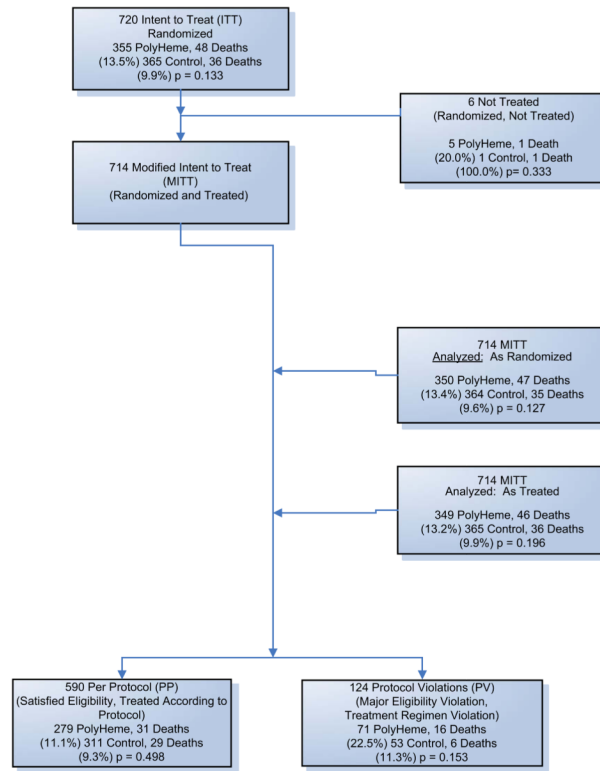 720 Intent to Treat (ITT)
Randomized
355 PolyHeme, 48 Deaths
(13.5%) 365 Control, 36 Deaths
(9.9%) p = 0.133
6 Not Treated
(Randomized, Not Treated)
5 PolyHeme, 1 Death
(20.0%) 1 Control, 1 Death
(100.0%) p= 0.333
714 Modified Intent to Treat
(MITT)
(Randomized and Treated)
714 MITT
Analyzed: As Randomized
350 PolyHeme, 47 Deaths
(13.4%) 364 Control, 35 Deaths
(9.6%) p = 0.127
714 MITT
Analyzed: As Treated
349 PolyHeme, 46 Deaths
(13.2%) 365 Control, 36 Deaths
(9.9%) p = 0.196
590 Per Protocol (PP)
(Satisfied Eligibility, Treated According to
Protocol)
279 PolyHeme, 31 Deaths
(11.1%) 311 Control, 29 Deaths
(9.3%) p = 0.498
124 Protocol Violations (PV)
(Major Eligibility Violation,
Treatment Regimen Violation)
71 PolyHeme, 16 Deaths
(22.5%) 53 Control, 6 Deaths
(11.3%) p = 0.153